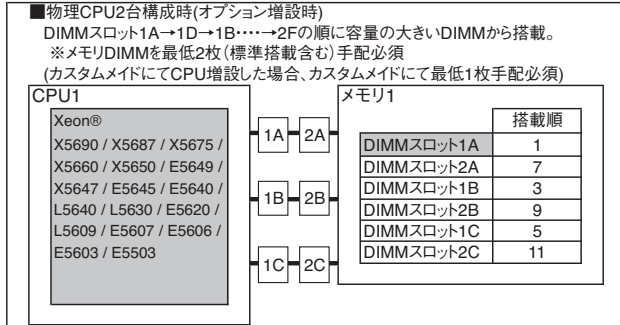 ■物理CPU2台構成時(オプション増設時)
DIMMスロット1A→1D→1B‥‥→2Fの順に容量の大きいDIMMから搭載。
※メモリDIMMを最低2枚(標準搭載含む)手配必須
(カスタムメイドにてCPU増設した場合、カスタムメイドにて最低1枚手配必須)
CPU1
Xeon®
X5690 / X5687 / X5675 /
X5660 / X5650 / E5649 /
X5647 / E5645 / E5640 /
L5640 / L5630 / E5620 /
L5609 / E5607 / E5606 /
E5603 / E5503
1A 2A
1B 2B
1C 2C
メモリ1
搭載順
DIMMスロット1A 1
DIMMスロット2A 7
DIMMスロット1B 3
DIMMスロット2B 9
DIMMスロット1C 5
DIMMスロット2C 11